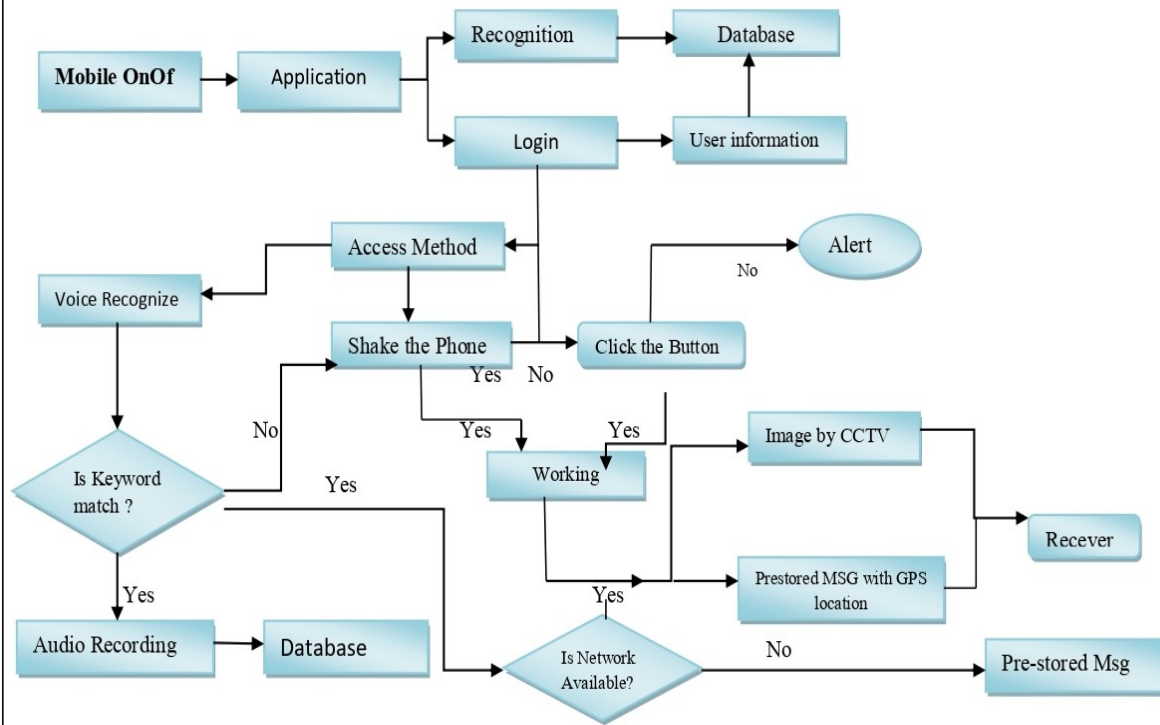 Recognition
Database
Mobile OnOf
Application
Login
User information
Access Method
Alert
No
Voice Recognize
Shake the Phone
Click the Button
Yes
No
No
Yes
Yes
Image by CCTV
Is Keyword
match ?
Yes
Working
Recever
Prestored MSG with GPS
location
Yes
Yes
Audio Recording
Database
Is Network
Available?
No
Pre-stored Msg